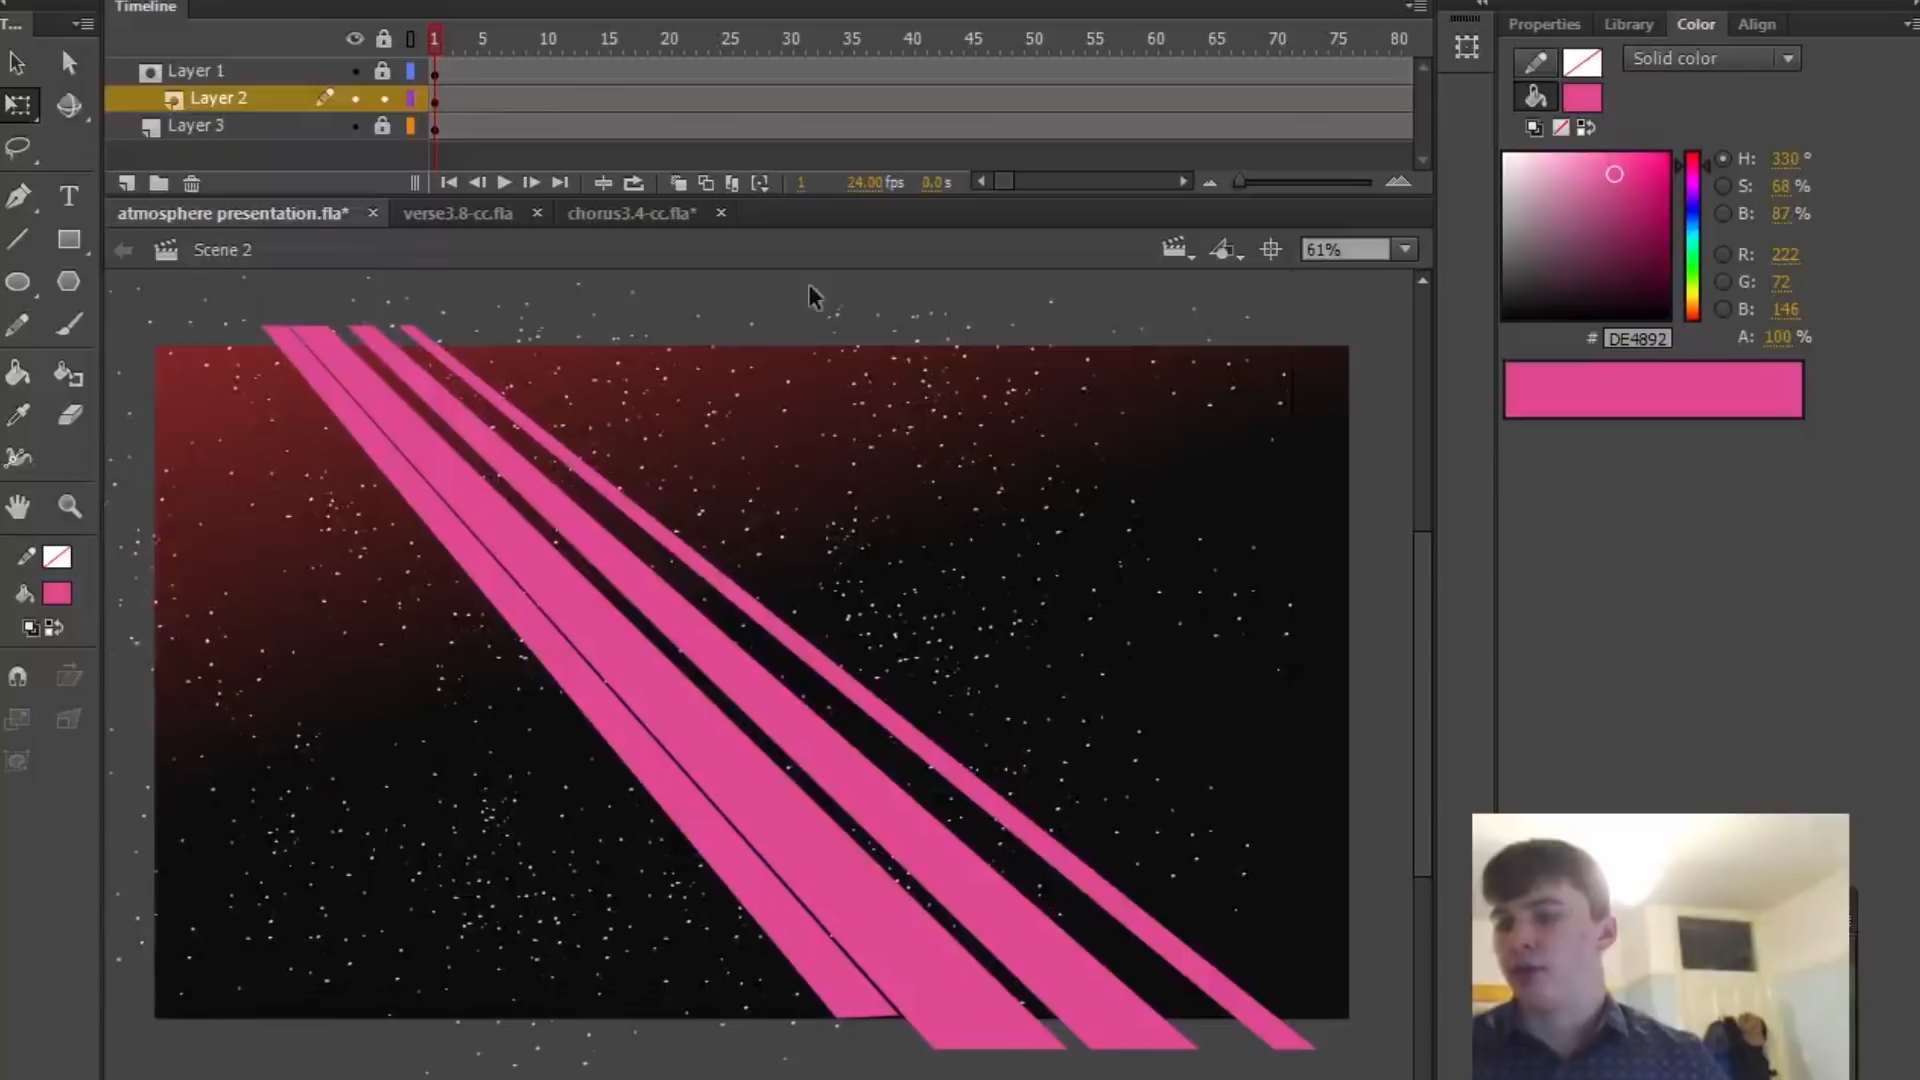 Timeline
T...
1 5 10 15 20 25 30 35 40 45 50 55 60 65 70 75 80
Layer 1
Layer 2
Layer 3
1 24.00 fps 0.0 s
atmosphere presentation.fla* × verse3.8-cc.fla × chorus3.4-cc.fla* ×
Scene 2
61%
T
Properties Library Color Align
Solid color
H: 330 °
S: 68 %
B: 87 %
R: 222
G: 72
B: 146
# DE4892 A: 100 %